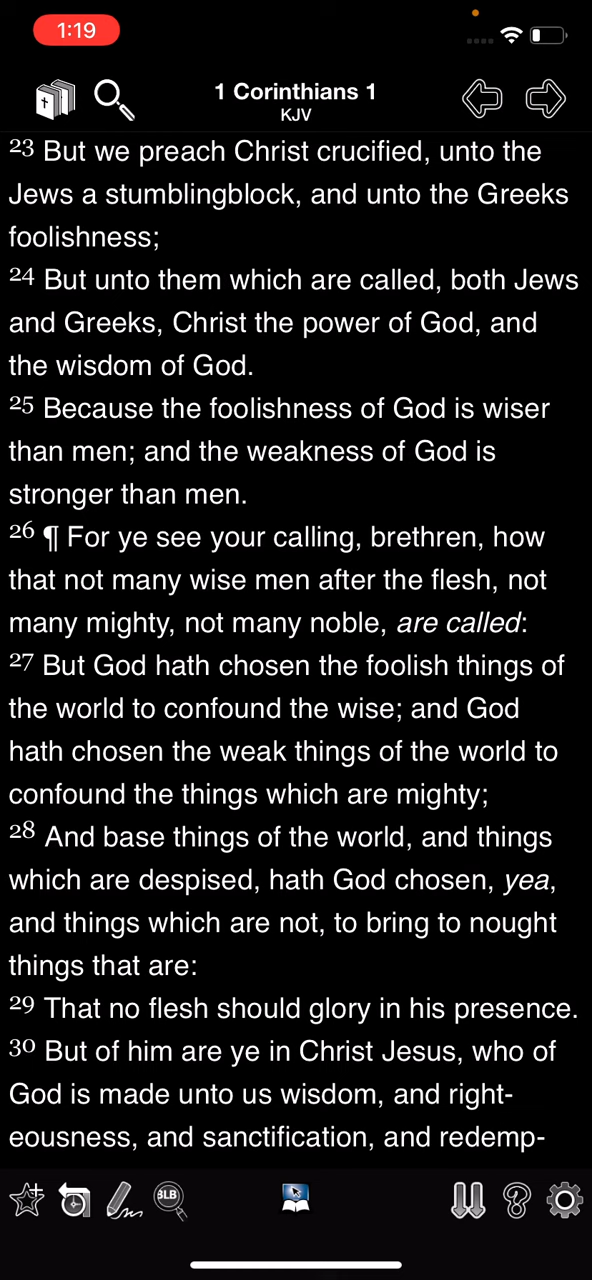 1:19
1 Corinthians 1
KJV
23 But we preach Christ crucified, unto the
Jews a stumblingblock, and unto the Greeks
foolishness;
24 But unto them which are called, both Jews
and Greeks, Christ the power of God, and
the wisdom of God.
25 Because the foolishness of God is wiser
than men; and the weakness of God is
stronger than men.
26 ¶ For ye see your calling, brethren, how
that not many wise men after the flesh, not
many mighty, not many noble, are called:
27 But God hath chosen the foolish things of
the world to confound the wise; and God
hath chosen the weak things of the world to
confound the things which are mighty;
28 And base things of the world, and things
which are despised, hath God chosen, yea,
and things which are not, to bring to nought
things that are:
29 That no flesh should glory in his presence.
30 But of him are ye in Christ Jesus, who of
God is made unto us wisdom, and right-
eousness, and sanctification, and redemp-
BLB